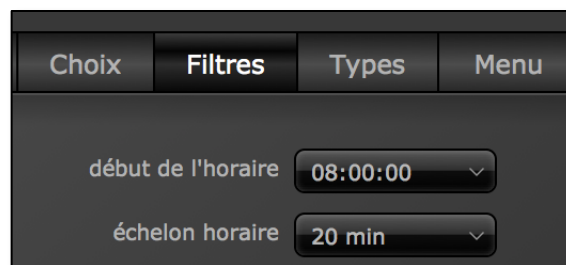 Choix Filtres Types Menu
début de l'horaire 08:00:00
échelon horaire 20 min